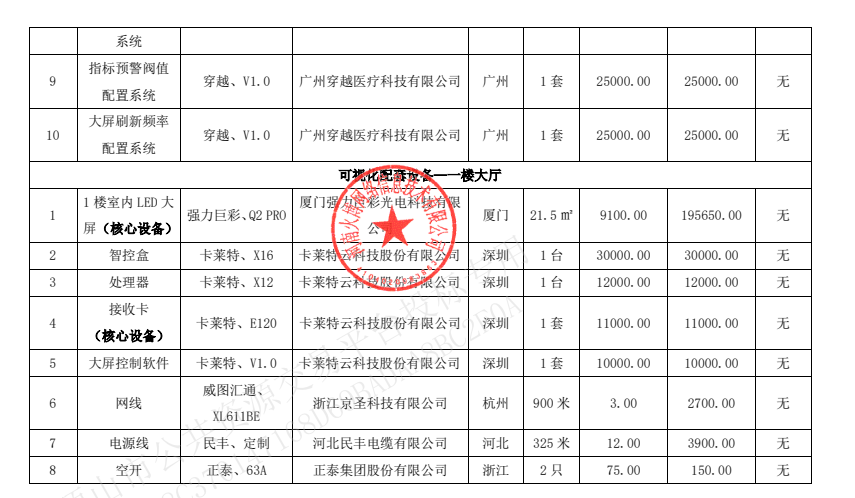 系统
9 指标预警阀值配置系统 穿越、V1.0 广州穿越医疗科技有限公司 广州 1 套 25000.00 25000.00 无
10 大屏刷新频率配置系统 穿越、V1.0 广州穿越医疗科技有限公司 广州 1 套 25000.00 25000.00 无
可视化配套设备—一楼大厅
1 1 楼室内 LED 大屏（核心设备） 强力巨彩、Q2 PRO 厦门强力巨彩光电科技有限公司 厦门 21.5 ㎡ 9100.00 195650.00 无
2 智控盒 卡莱特、X16 卡莱特云科技股份有限公司 深圳 1 台 30000.00 30000.00 无
3 处理器 卡莱特、X12 卡莱特云科技股份有限公司 深圳 1 台 12000.00 12000.00 无
4 接收卡（核心设备） 卡莱特、E120 卡莱特云科技股份有限公司 深圳 1 套 11000.00 11000.00 无
5 大屏控制软件 卡莱特、V1.0 卡莱特云科技股份有限公司 深圳 1 套 10000.00 10000.00 无
6 网线 威图汇通、XL611BE 浙江京圣科技有限公司 杭州 900 米 3.00 2700.00 无
7 电源线 民丰、定制 河北民丰电缆有限公司 河北 325 米 12.00 3900.00 无
8 空开 正泰、63A 正泰集团股份有限公司 浙江 2 只 75.00 150.00 无